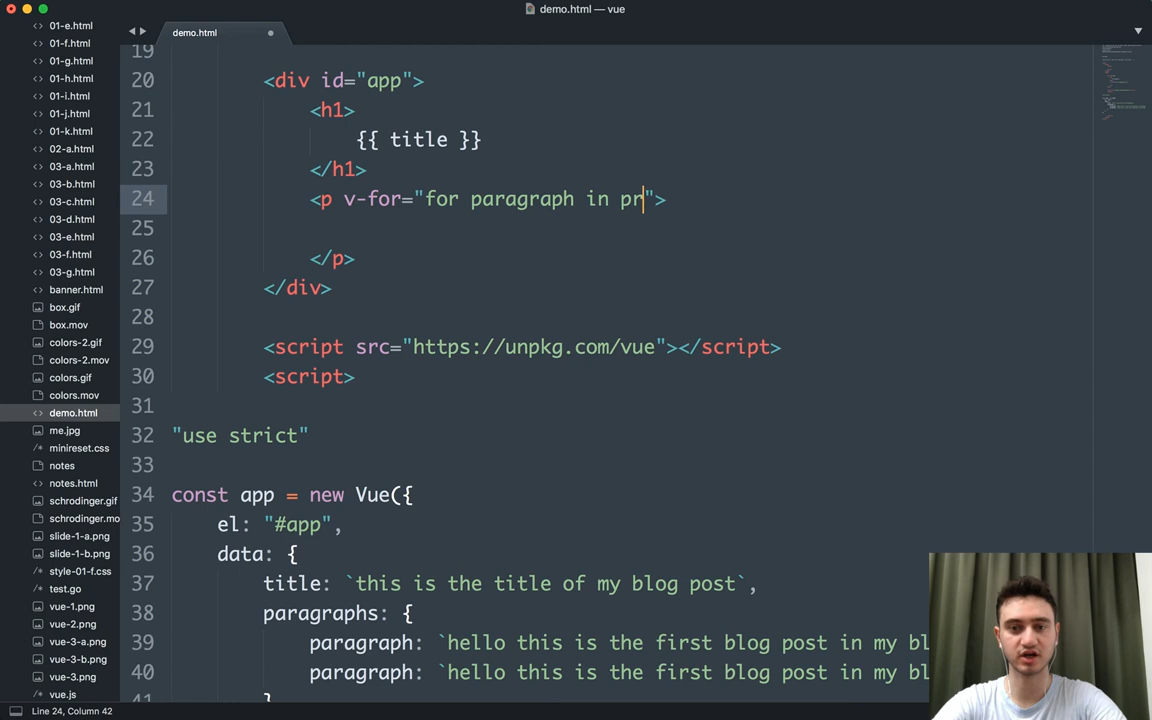 demo.html — vue
01-e.html
01-f.html
01-g.html
01-h.html
01-i.html
01-j.html
01-k.html
02-a.html
03-a.html
03-b.html
03-c.html
03-d.html
03-e.html
03-f.html
03-g.html
banner.html
box.gif
box.mov
colors-2.gif
colors-2.mov
colors.gif
colors.mov
demo.html
me.jpg
minireset.css
notes
notes.html
schrodinger.gif
schrodinger.mo
slide-1-a.png
slide-1-b.png
style-01-f.css
test.go
vue-1.png
vue-2.png
vue-3-a.png
vue-3-b.png
vue-3.png
vue.js
demo.html
19
20 <div id="app">
21 <h1>
22 {{ title }}
23 </h1>
24 <p v-for="for paragraph in pr">
25
26 </p>
27 </div>
28
29 <script src="https://unpkg.com/vue"></script>
30 <script>
31
32 "use strict"
33
34 const app = new Vue({
35 el: "#app",
36 data: {
37 title: `this is the title of my blog post`,
38 paragraphs: {
39 paragraph: `hello this is the first blog post in my bl
40 paragraph: `hello this is the first blog post in my bl
41 }
Line 24, Column 42